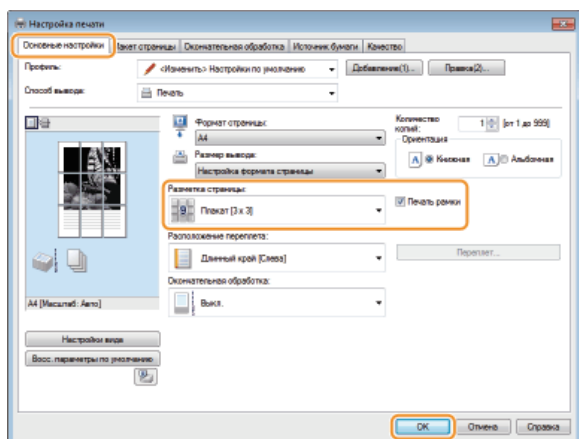 Настройка печати
Основные настройки Макет страницы Окончательная обработка Источник бумаги Качество
Профиль: <Изменить> Настройки по умолчанию Добавление(1)... Правка(2)...
Способ вывода: Печать
Формат страницы: Количество копий: 1 [от 1 до 999]
A4 Ориентация
Размер вывода: A Книжная A Альбомная
Настройка формата страницы
Разметка страницы:
9 Плакат [3 x 3] Печать рамки
Расположение переплета:
Длинный край [Слева] Переплет...
Окончательная обработка:
Выкл.
A4 [Масштаб: Авто]
Настройки вида
Восс. параметры по умолчанию
OK Отмена Справка